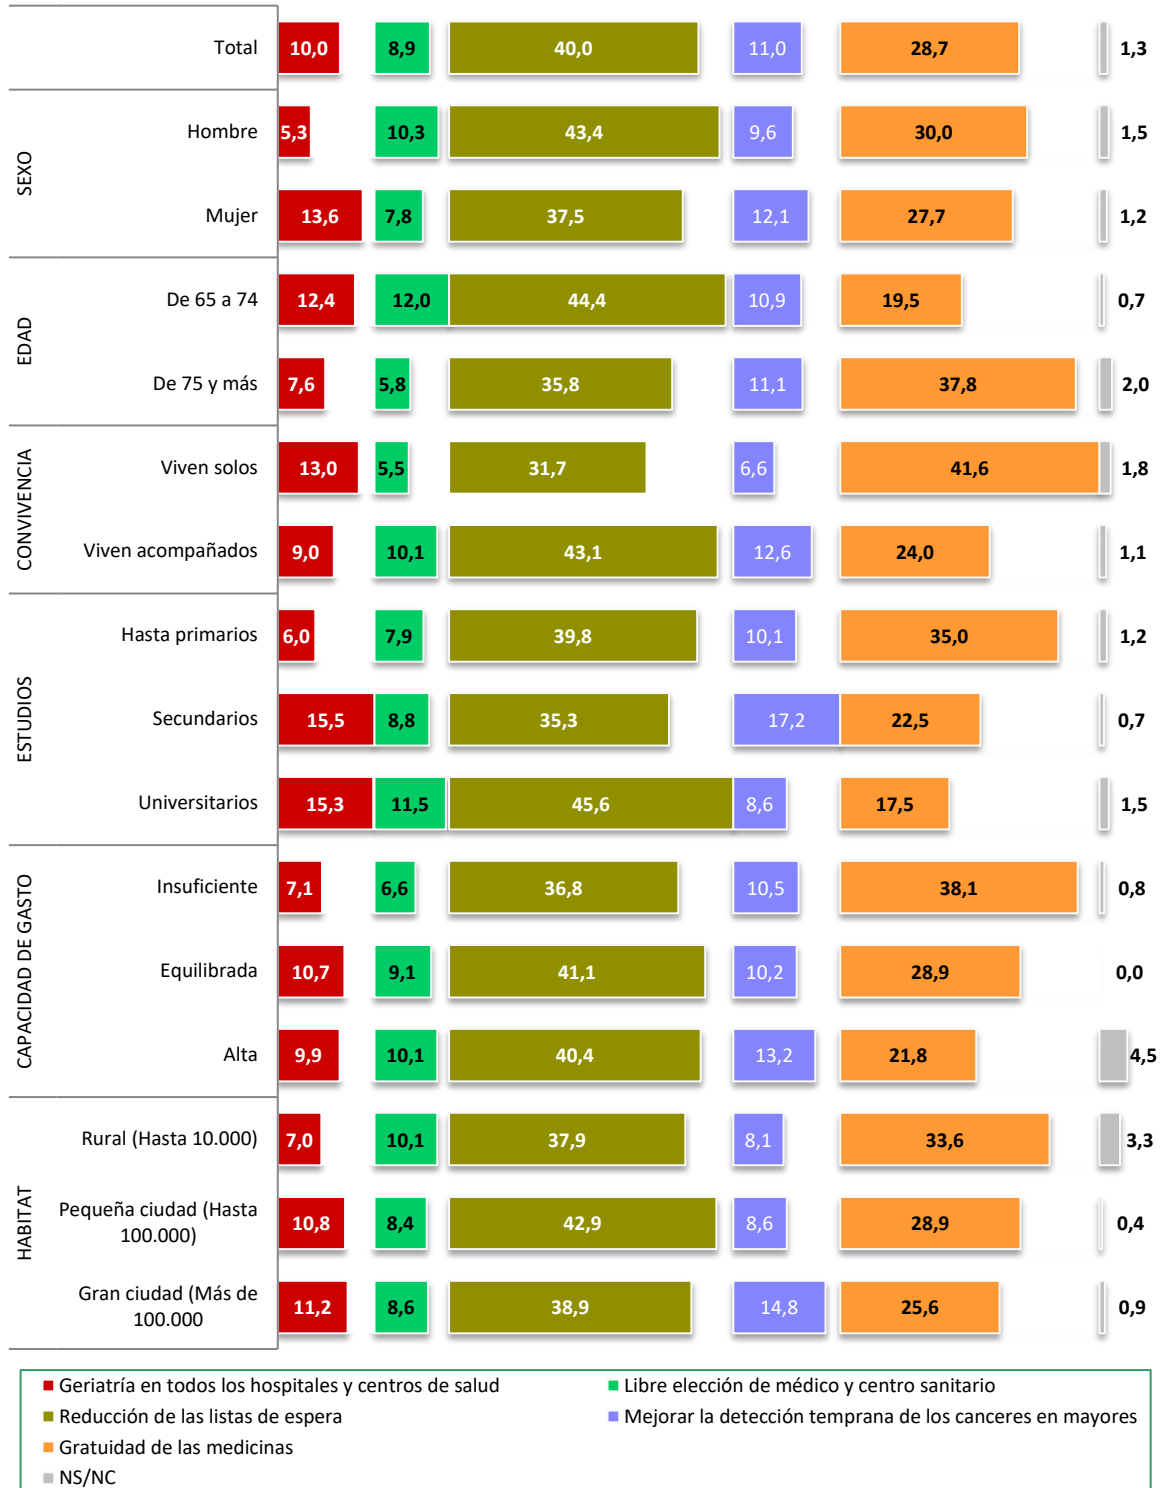 Total 10,0 8,9 40,0 11,0 28,7 1,3
SEXO
Hombre 5,3 10,3 43,4 9,6 30,0 1,5
Mujer 13,6 7,8 37,5 12,1 27,7 1,2
EDAD
De 65 a 74 12,4 12,0 44,4 10,9 19,5 0,7
De 75 y más 7,6 5,8 35,8 11,1 37,8 2,0
CONVIVENCIA
Viven solos 13,0 5,5 31,7 6,6 41,6 1,8
Viven acompañados 9,0 10,1 43,1 12,6 24,0 1,1
ESTUDIOS
Hasta primarios 6,0 7,9 39,8 10,1 35,0 1,2
Secundarios 15,5 8,8 35,3 17,2 22,5 0,7
Universitarios 15,3 11,5 45,6 8,6 17,5 1,5
CAPACIDAD DE GASTO
Insuficiente 7,1 6,6 36,8 10,5 38,1 0,8
Equilibrada 10,7 9,1 41,1 10,2 28,9 0,0
Alta 9,9 10,1 40,4 13,2 21,8 4,5
HABITAT
Rural (Hasta 10.000) 7,0 10,1 37,9 8,1 33,6 3,3
Pequeña ciudad (Hasta
100.000) 10,8 8,4 42,9 8,6 28,9 0,4
Gran ciudad (Más de
100.000 11,2 8,6 38,9 14,8 25,6 0,9
Geriatría en todos los hospitales y centros de salud
Libre elección de médico y centro sanitario
Reducción de las listas de espera
Mejorar la detección temprana de los canceres en mayores
Gratuidad de las medicinas
NS/NC